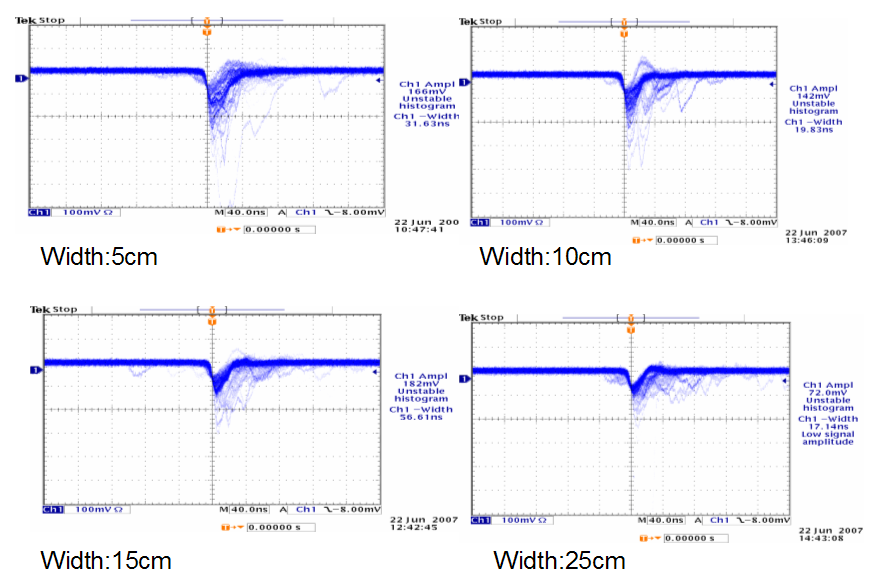 Tek Stop
T
T
1
Ch1 Ampl
166mV
Unstable
histogram
Ch1 −Width
31.63ns
Ch1 100mV Ω M 40.0ns A Ch1 −8.00mV
22 Jun 200
10:47:41
T 0.00000 s
Width:5cm
Tek Stop
T
T
1
Ch1 Ampl
142mV
Unstable
histogram
Ch1 −Width
19.83ns
Ch1 100mV Ω M 40.0ns A Ch1 −8.00mV
22 Jun 2007
13:46:09
T 0.00000 s
Width:10cm
Tek Stop
T
T
1
Ch1 Ampl
182mV
Unstable
histogram
Ch1 −Width
56.61ns
Ch1 100mV Ω M 40.0ns A Ch1 −8.00mV
22 Jun 2007
12:42:45
T 0.00000 s
Width:15cm
Tek Stop
T
T
1
Ch1 Ampl
72.0mV
Unstable
histogram
Ch1 −Width
17.14ns
Low signal
amplitude
Ch1 100mV Ω M 40.0ns A Ch1 −8.00mV
22 Jun 2007
14:43:08
T 0.00000 s
Width:25cm